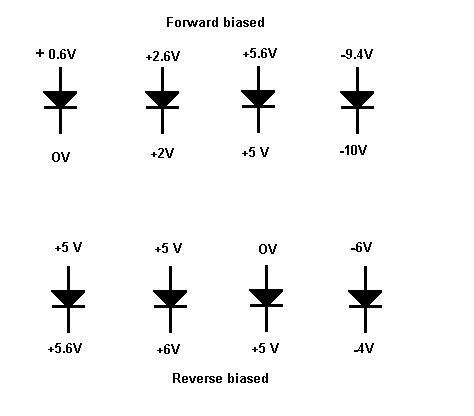 Forward biased
+ 0.6V +2.6V +5.6V -9.4V
0V +2V +5 V -10V
+5 V +5 V 0V -6V
+5.6V +6V +5 V -4V
Reverse biased